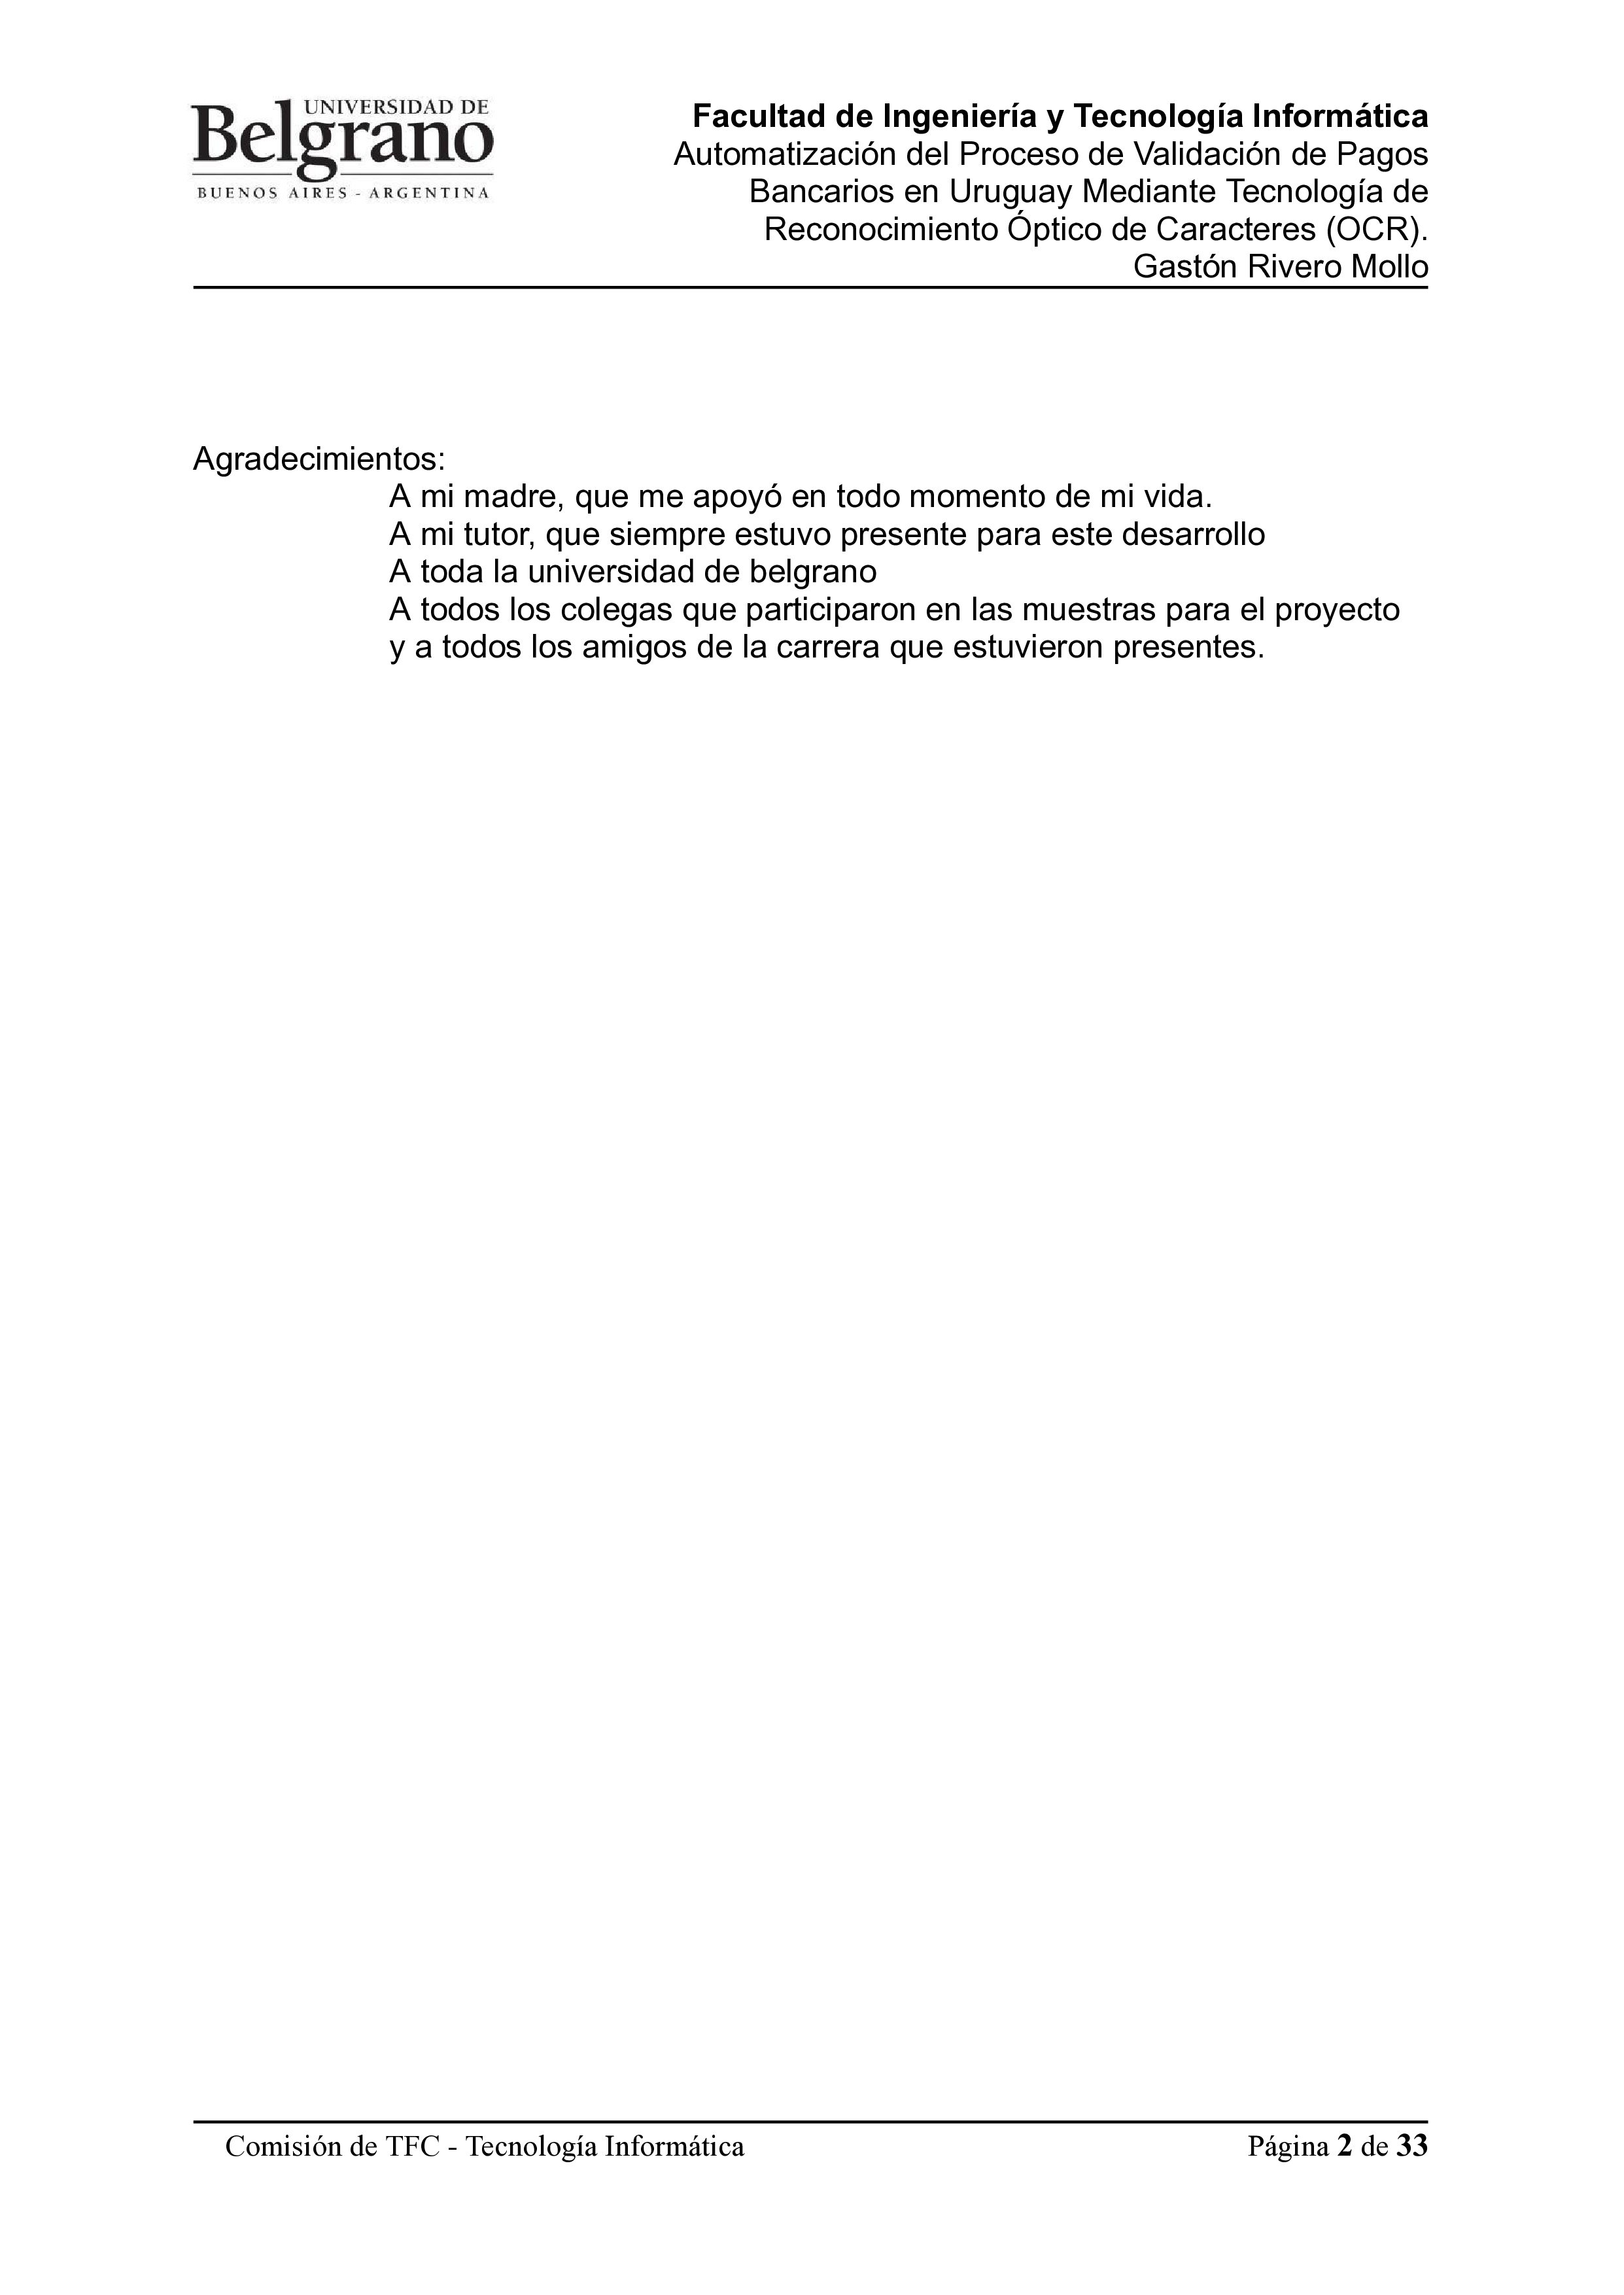 UNIVERSIDAD DE
Belgrano
BUENOS AIRES - ARGENTINA
Facultad de Ingeniería y Tecnología Informática
Automatización del Proceso de Validación de Pagos
Bancarios en Uruguay Mediante Tecnología de
Reconocimiento Óptico de Caracteres (OCR).
Gastón Rivero Mollo
Agradecimientos:
A mi madre, que me apoyó en todo momento de mi vida.
A mi tutor, que siempre estuvo presente para este desarrollo
A toda la universidad de belgrano
A todos los colegas que participaron en las muestras para el proyecto
y a todos los amigos de la carrera que estuvieron presentes.
Comisión de TFC - Tecnología Informática
Página 2 de 33